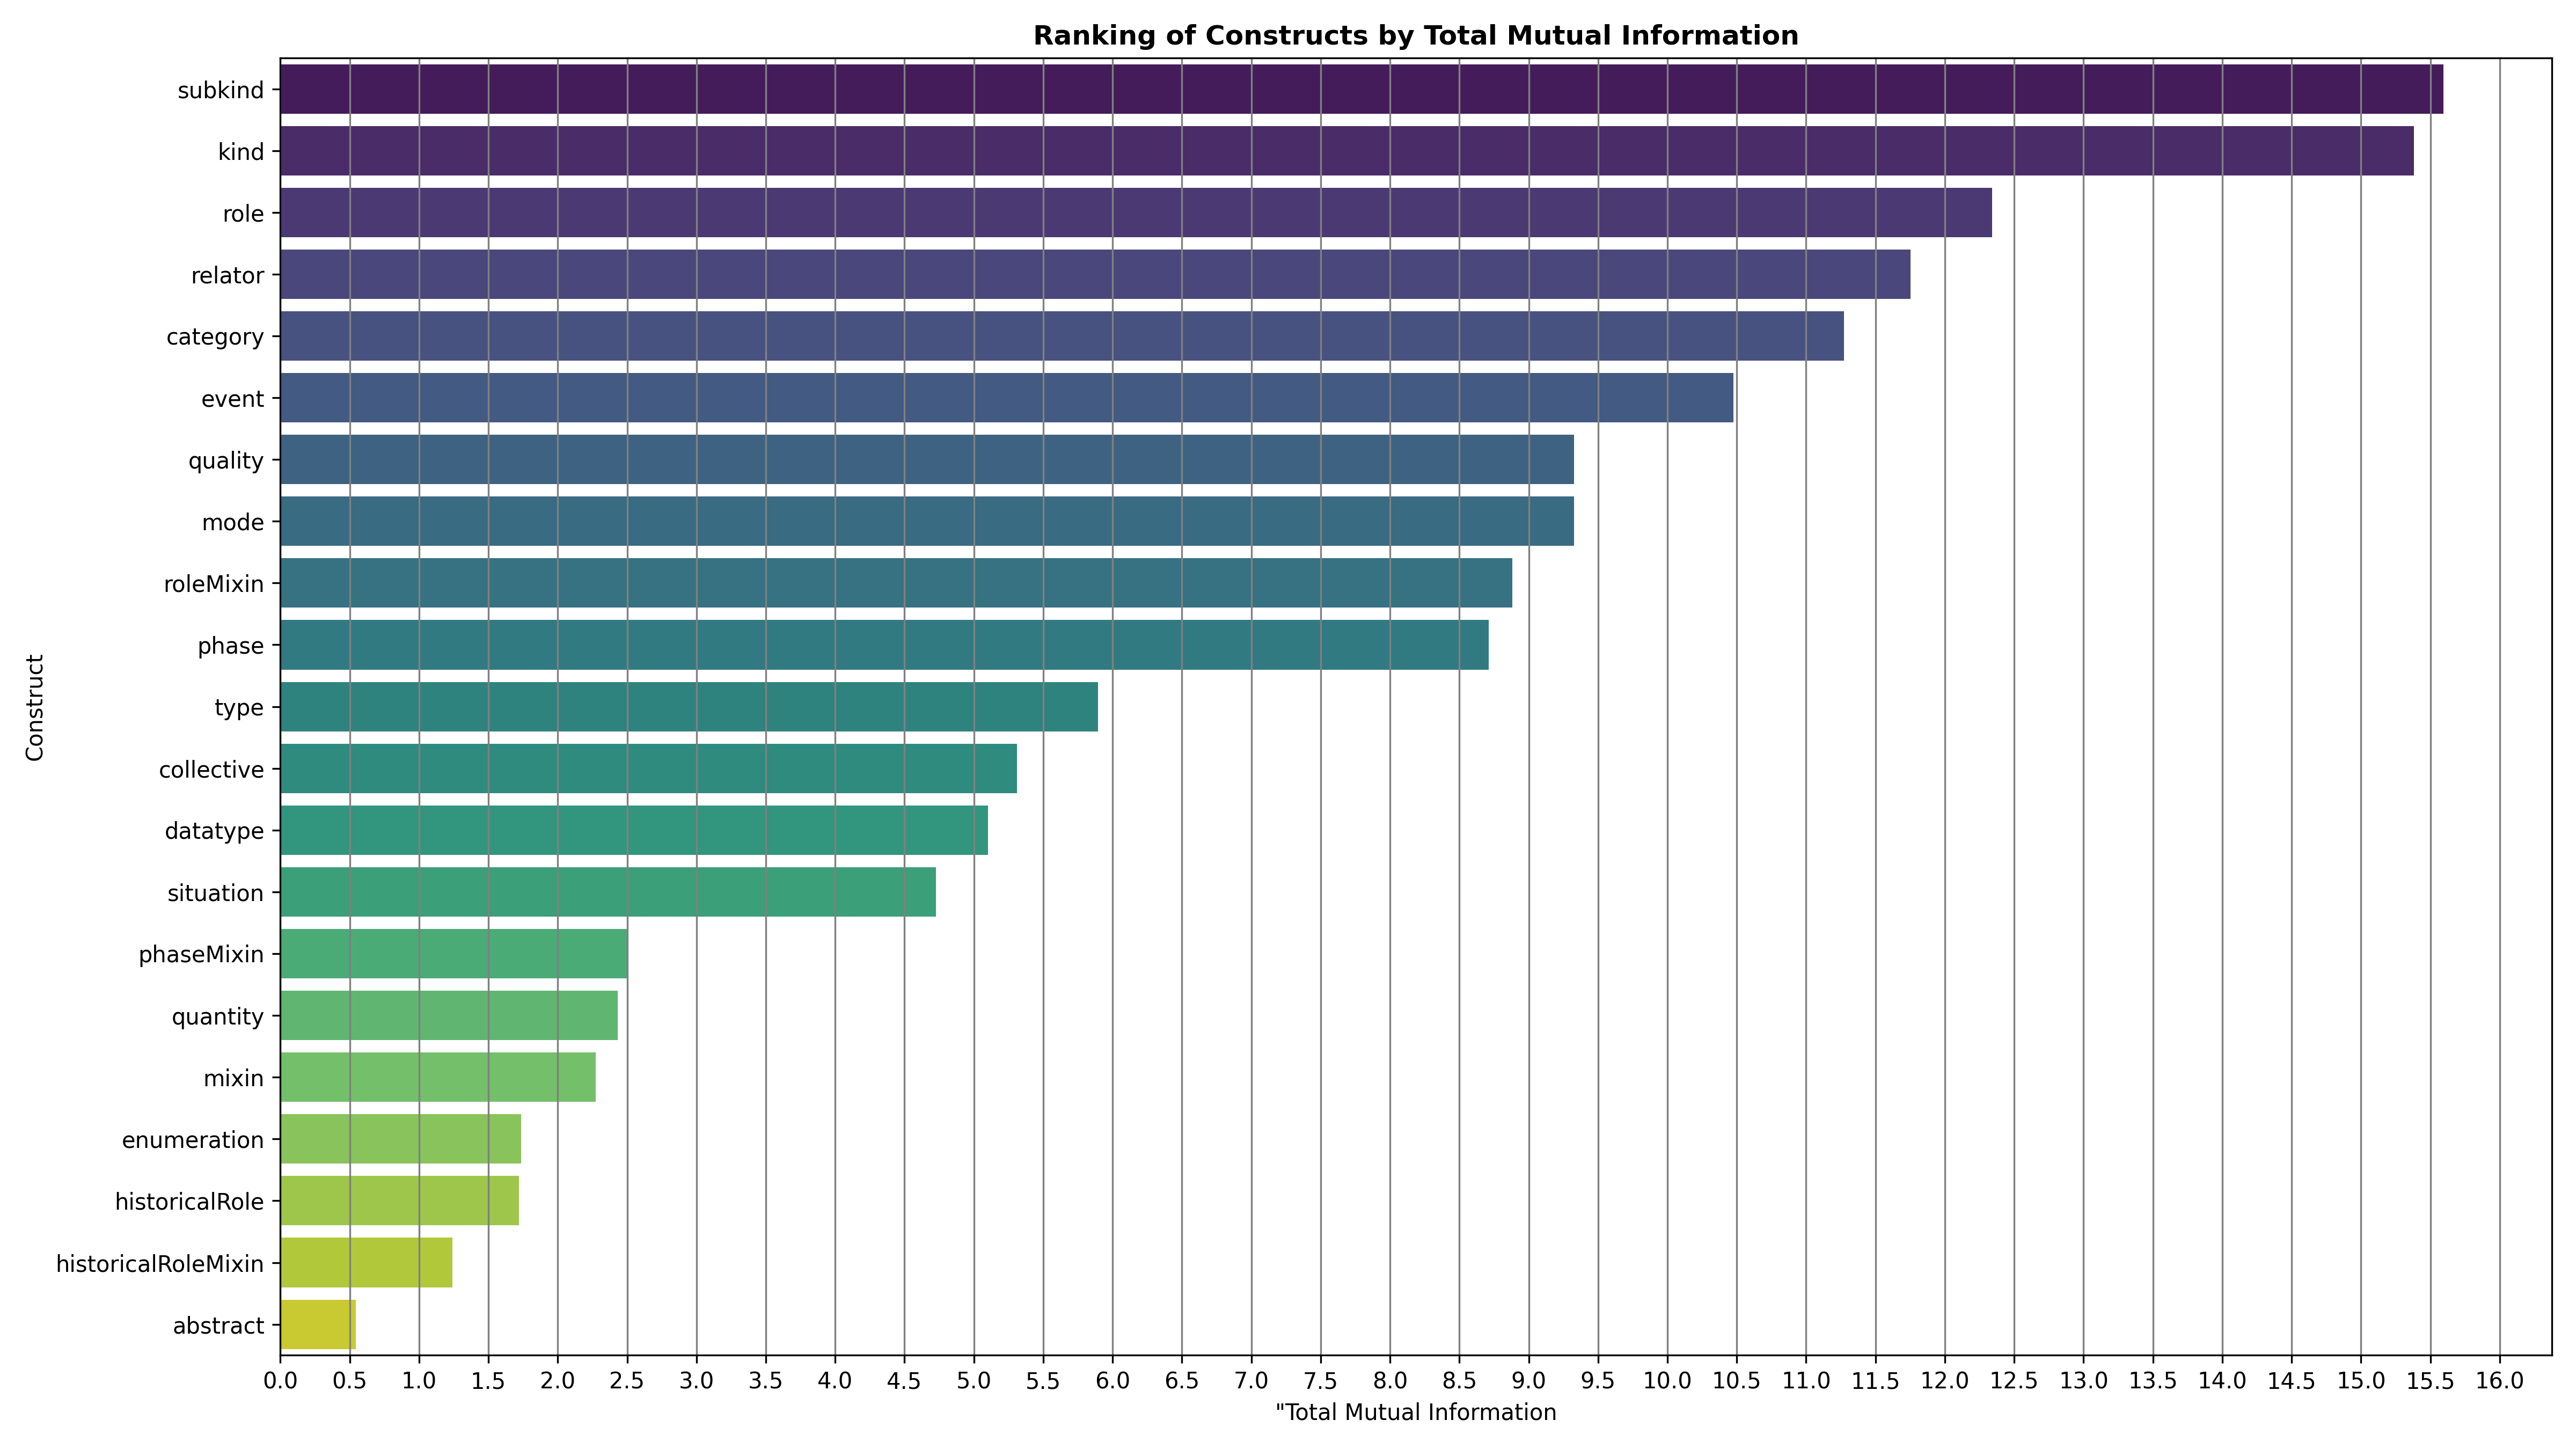 Ranking of Constructs by Total Mutual Information
subkind
kind
role
relator
category
event
quality
mode
roleMixin
phase
type
collective
datatype
situation
phaseMixin
quantity
mixin
enumeration
historicalRole
historicalRoleMixin
abstract
Construct
0.0 0.5 1.0 1.5 2.0 2.5 3.0 3.5 4.0 4.5 5.0 5.5 6.0 6.5 7.0 7.5 8.0 8.5 9.0 9.5 10.0 10.5 11.0 11.5 12.0 12.5 13.0 13.5 14.0 14.5 15.0 15.5 16.0
"Total Mutual Information